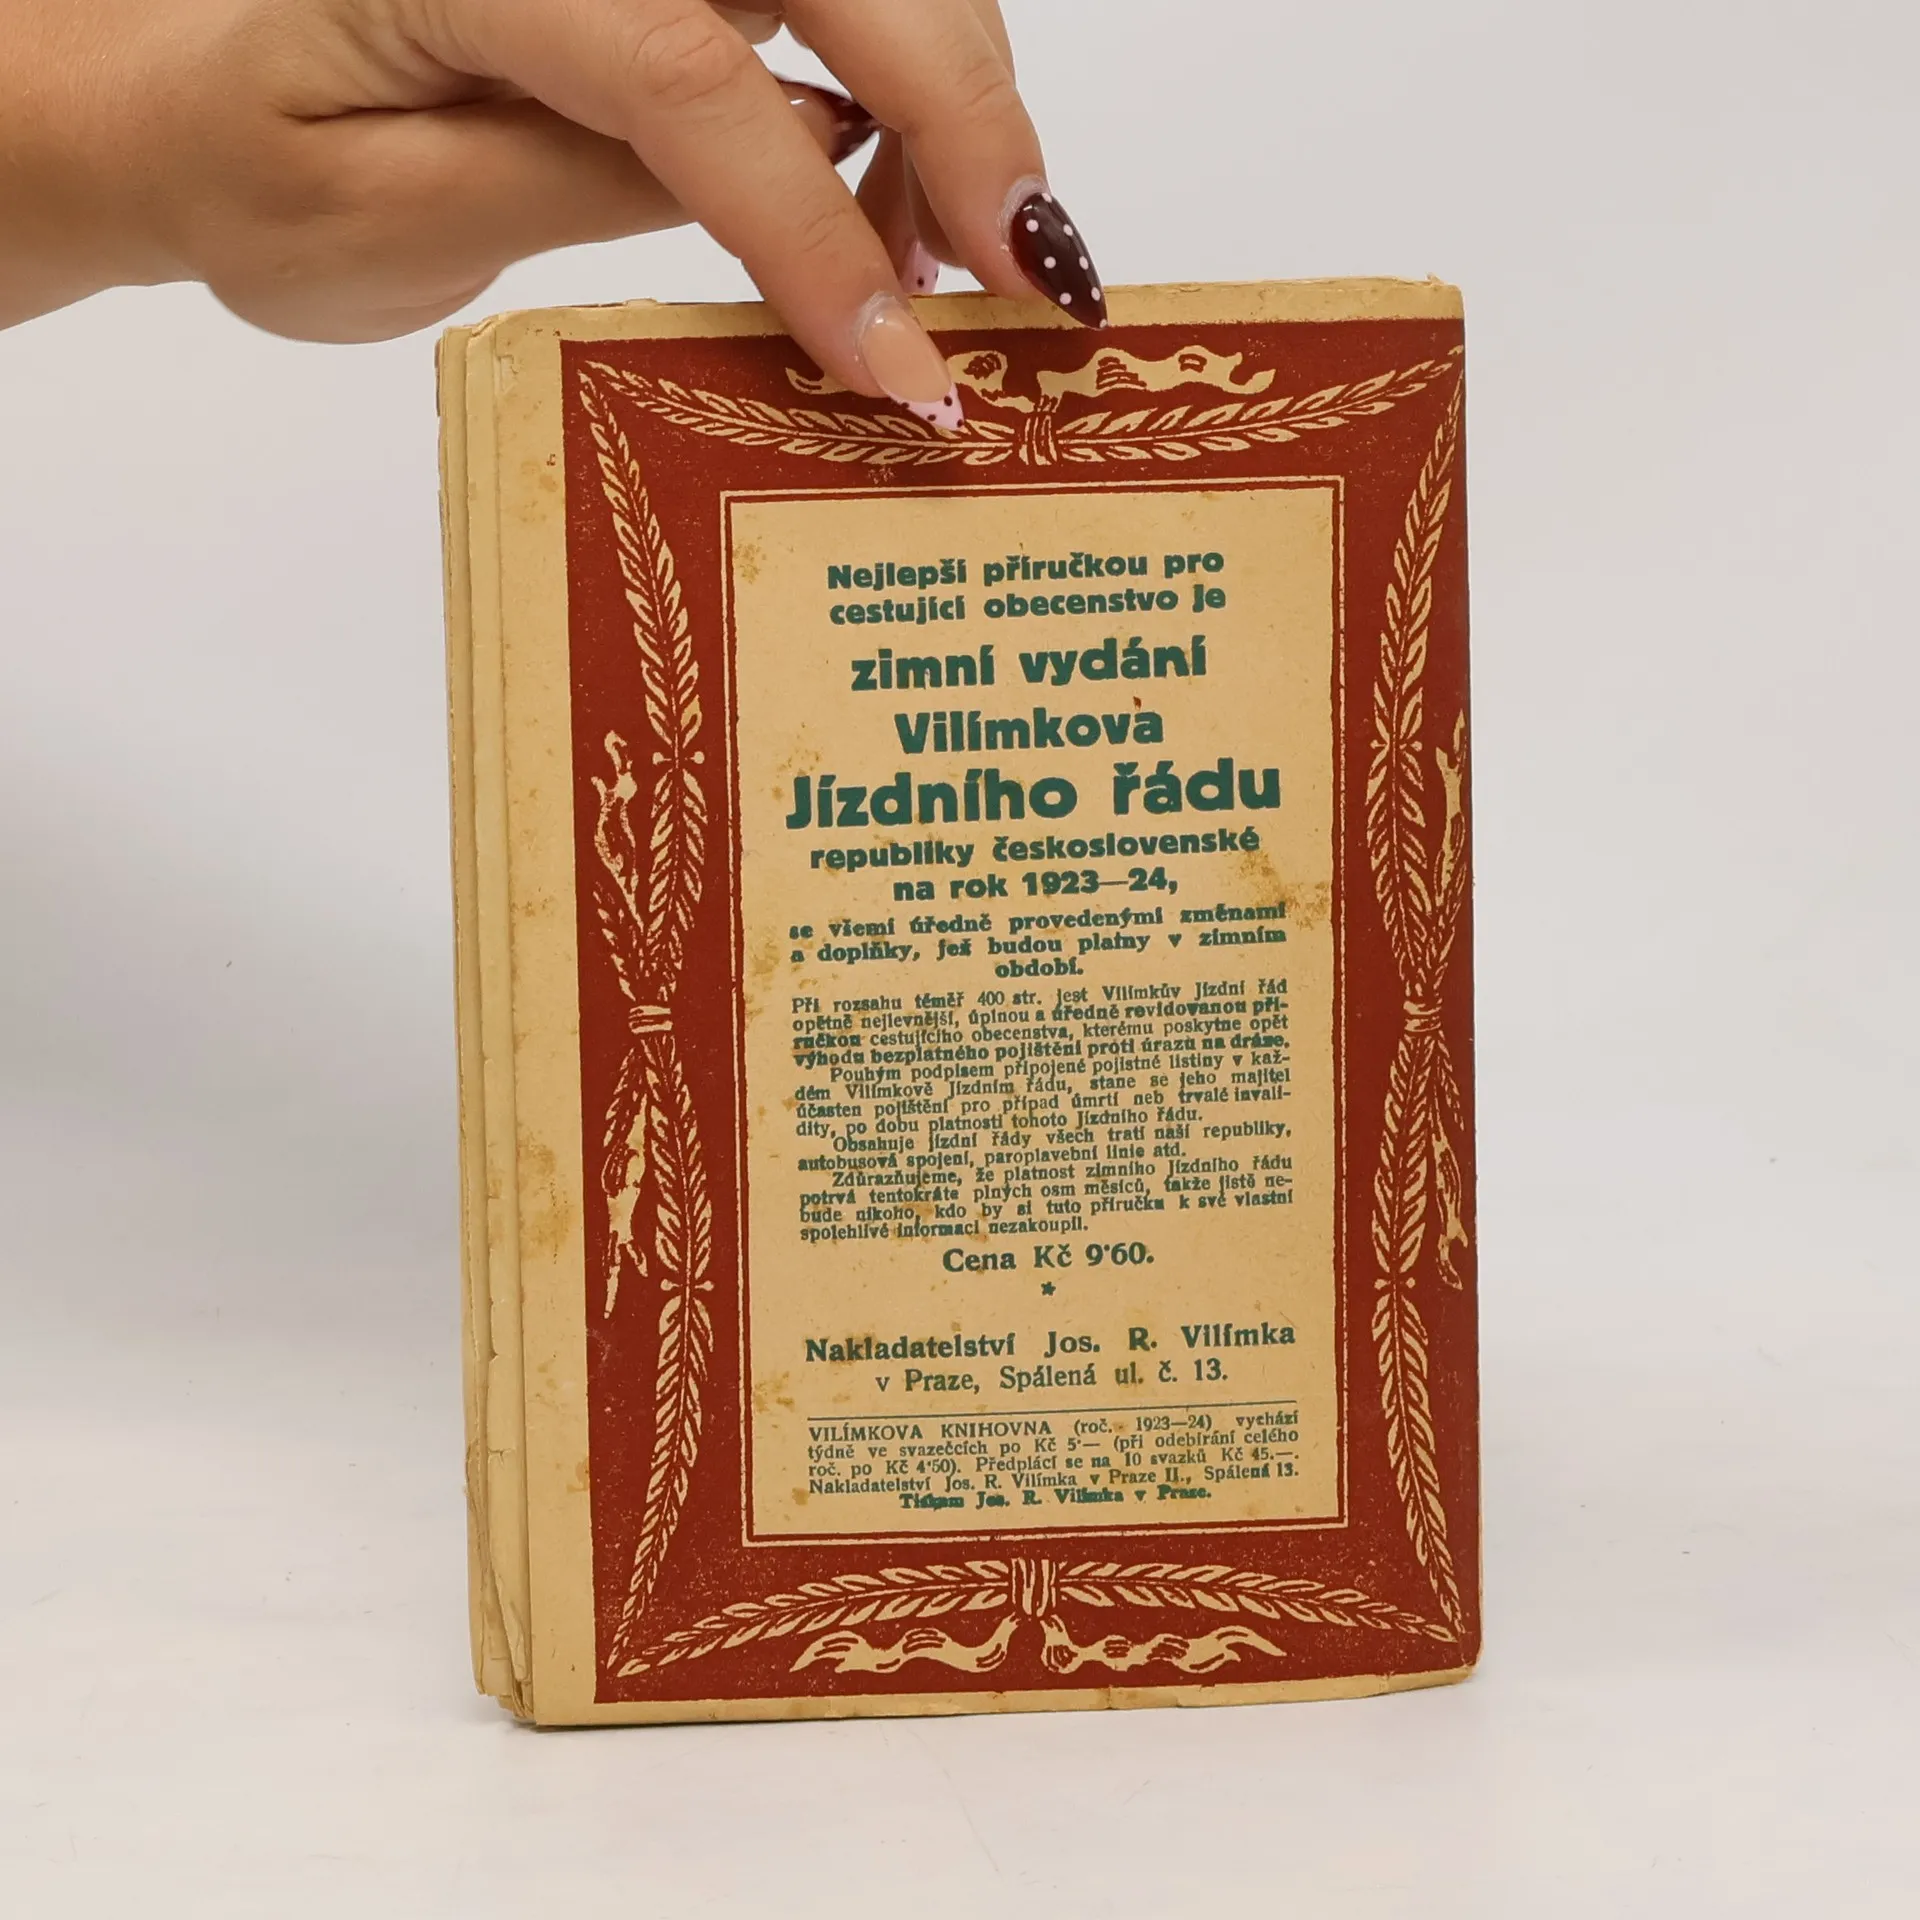 Nejlepší příručkou pro
cestující obecenstvo je
zimní vydání
Vilímkova
Jízdního řádu
republiky československé
na rok 1923—24,
se všemi úředně provedenými změnami
a doplňky, jež budou platny v zimním
období.
Při rozsahu téměř 400 str. jest Vilímkův Jízdní řád
opětně nejlevnější, úplnou a úředně revidovanou pří-
ručkou cestujícího obecenstva, kterému poskytne opět
výhodu bezplatného pojištění proti úrazu na dráze.
Pouhým podpisem připojené pojistné listiny v kaž-
dém Vilímkově Jízdním řádu, stane se jeho majitel
účasten pojištění pro případ úmrtí neb trvalé invali-
dity, po dobu platnosti tohoto Jízdního řádu.
Obsahuje jízdní řády všech tratí naší republiky,
autobusová spojení, paroplavební linie atd.
Zdůrazňujeme, že platnost zimního Jízdního řádu
potrvá tentokráte plných osm měsíců, takže jistě ne-
bude nikoho, kdo by si tuto příručku k své vlastní
spolehlivé informaci nezakoupil.
Cena Kč 9·60.
*
Nakladatelství Jos. R. Vilímka
v Praze, Spálená ul. č. 13.
VILÍMKOVA KNIHOVNA (roč. 1923—24) vychází
týdně ve svazečcích po Kč 5·— (při odebírání celého
roč. po Kč 4·50). Předplácí se na 10 svazků Kč 45.—.
Nakladatelství Jos. R. Vilímka v Praze II., Spálená 13.
Tiskem Jos. R. Vilímka v Praze.